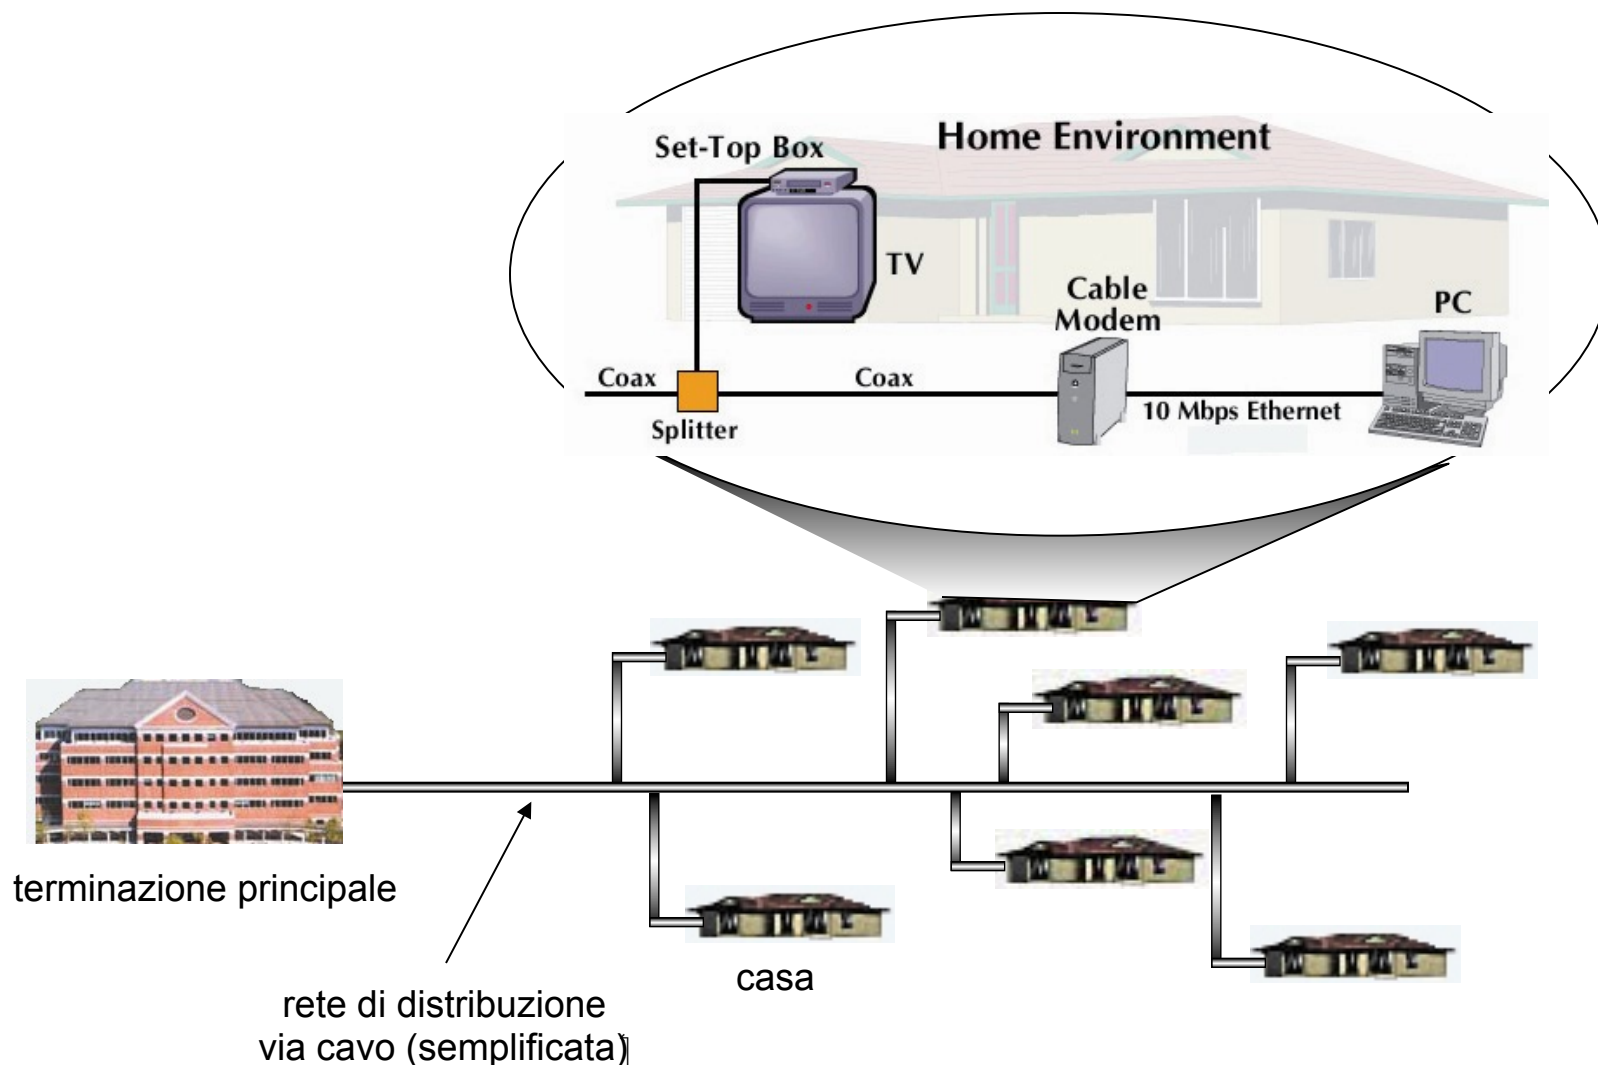 Home Environment
Set-Top Box
TV
Cable
Modem
PC
Coax
Coax
10 Mbps Ethernet
Splitter
terminazione principale
casa
rete di distribuzione
via cavo (semplificata)